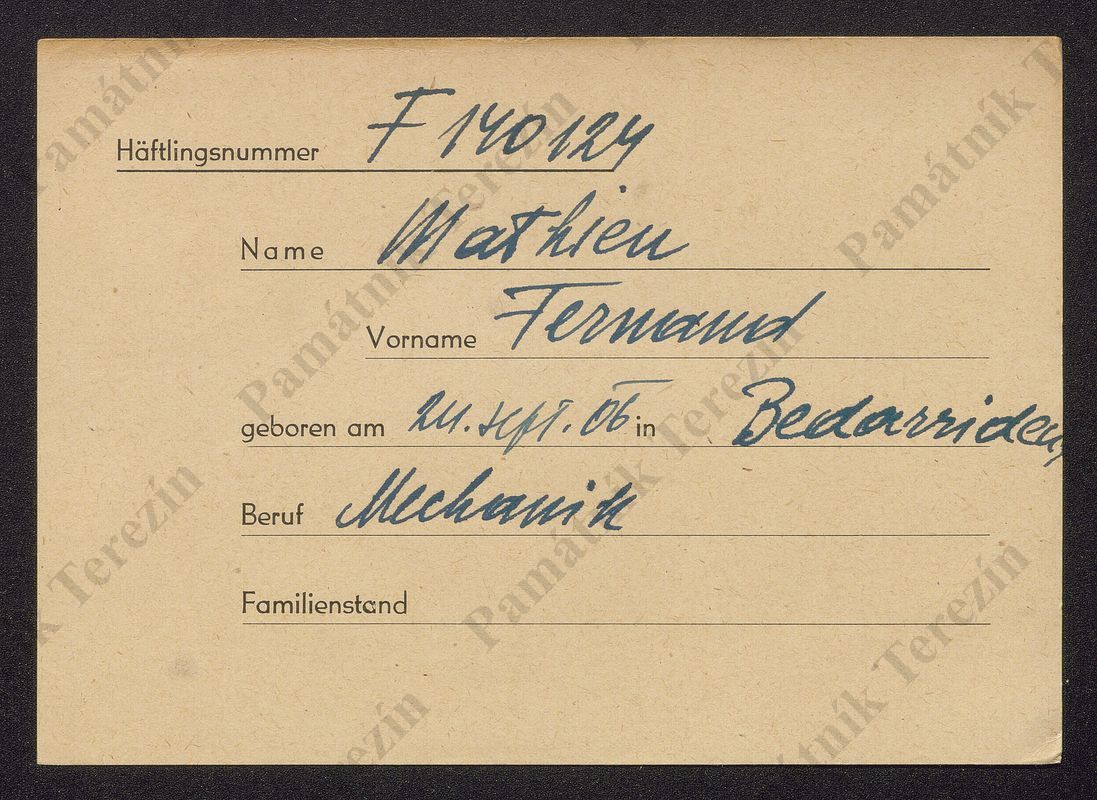 Häftlingsnummer F 140124
Name Mathieu
Vorname Fernand
geboren am 24. sept. 06 in Bedarrides
Beruf Mechanik
Familienstand
Památník Terezín